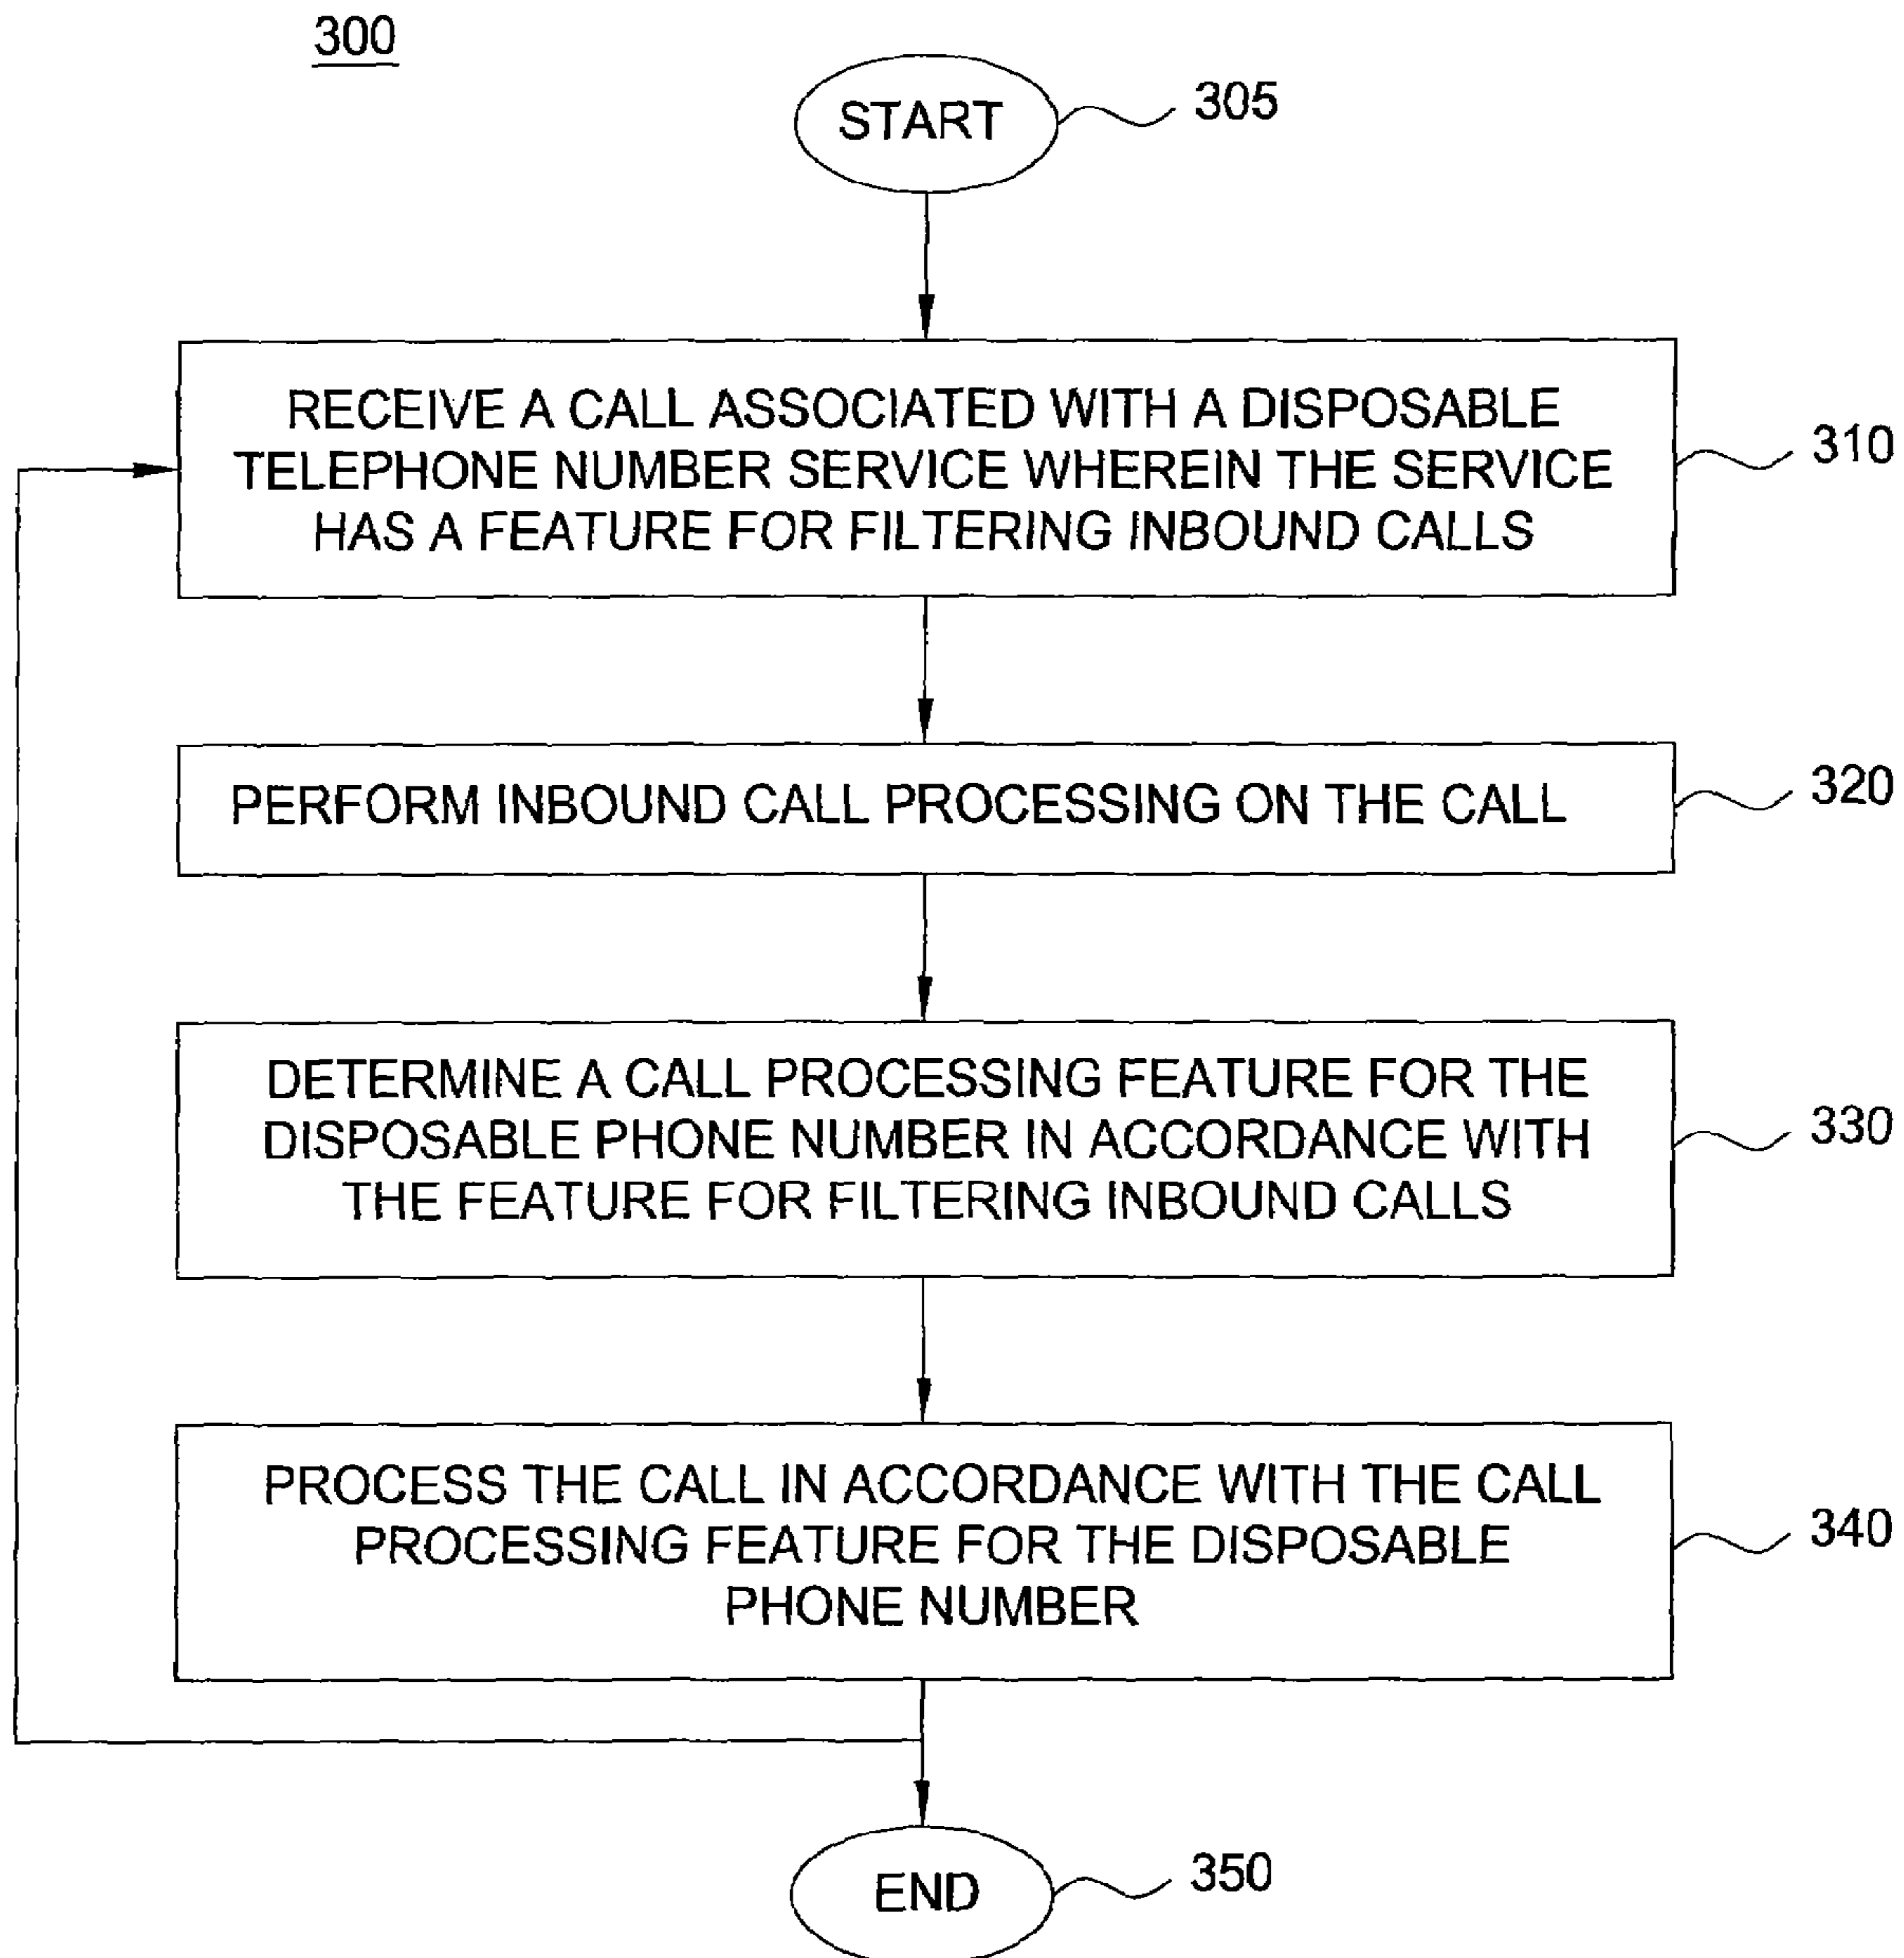 300
START
305
RECEIVE A CALL ASSOCIATED WITH A DISPOSABLE
TELEPHONE NUMBER SERVICE WHEREIN THE SERVICE
HAS A FEATURE FOR FILTERING INBOUND CALLS
310
PERFORM INBOUND CALL PROCESSING ON THE CALL
320
DETERMINE A CALL PROCESSING FEATURE FOR THE
DISPOSABLE PHONE NUMBER IN ACCORDANCE WITH
THE FEATURE FOR FILTERING INBOUND CALLS
330
PROCESS THE CALL IN ACCORDANCE WITH THE CALL
PROCESSING FEATURE FOR THE DISPOSABLE
PHONE NUMBER
340
END
350